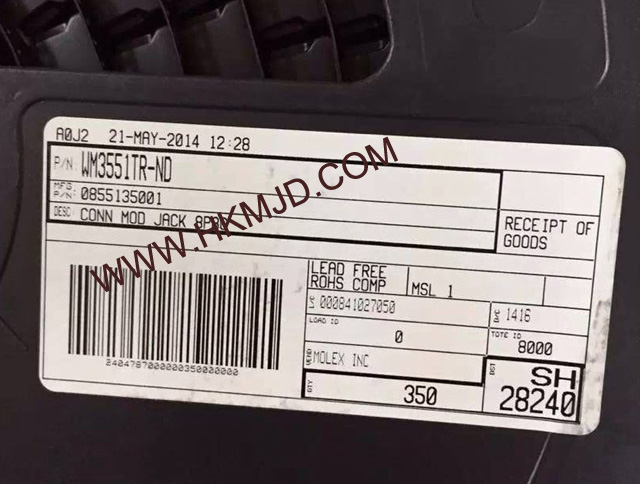 A0J2 21-MAY-2014 12:28
P/N: WM3551TR-ND
MFG P/N: 0855135001
DESC: CONN MOD JACK
RECEIPT OF
GOODS
LEAD FREE
ROHS COMP
MSL 1
000841027050
1416
LOAD ID
0
TOTE ID
8000
MOLEX INC
QTY
350
DST
SH
28240
WWW.HKMJD.COM